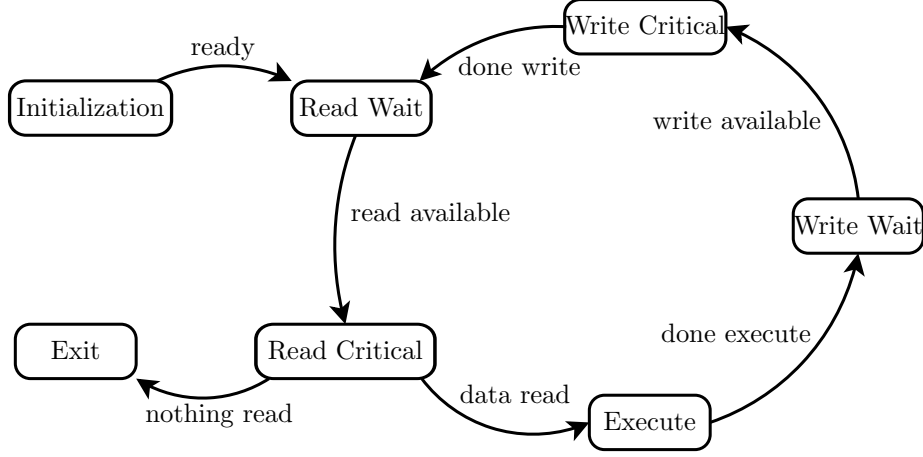 Write Critical
ready
done write
Initialization
Read Wait
write available
read available
Write Wait
done execute
Exit
Read Critical
data read
nothing read
Execute